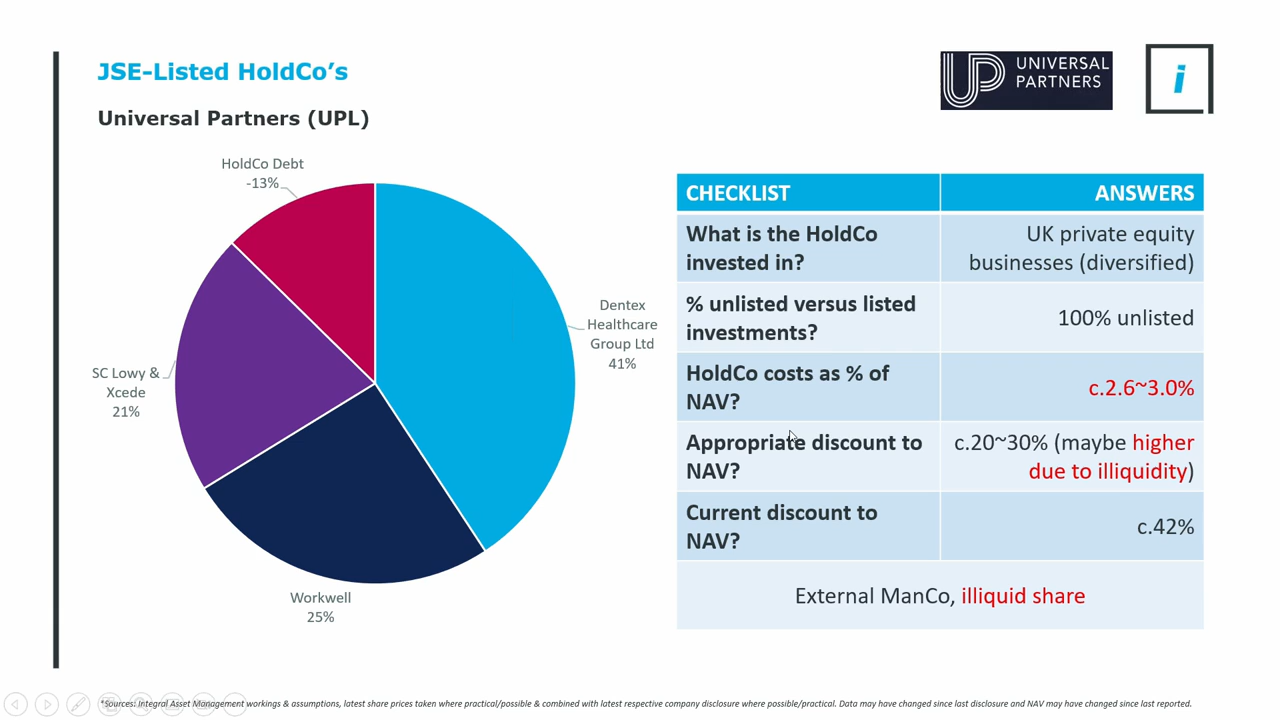 JSE-Listed HoldCo's
Universal Partners (UPL)
UNIVERSAL
PARTNERS
i
HoldCo Debt
-13%
Dentex
Healthcare
Group Ltd
41%
SC Lowy &
Xcede
21%
Workwell
25%
CHECKLIST
ANSWERS
What is the HoldCo
invested in?
UK private equity
businesses (diversified)
% unlisted versus listed
investments?
100% unlisted
HoldCo costs as % of
NAV?
c.2.6~3.0%
Appropriate discount to
NAV?
c.20~30% (maybe higher
due to illiquidity)
Current discount to
NAV?
c.42%
External ManCo, illiquid share
*Sources: Integral Asset Management workings & assumptions, latest share prices taken where practical/possible & combined with latest respective company disclosure where possible/practical. Data may have changed since last disclosure and NAV may have changed since last reported.